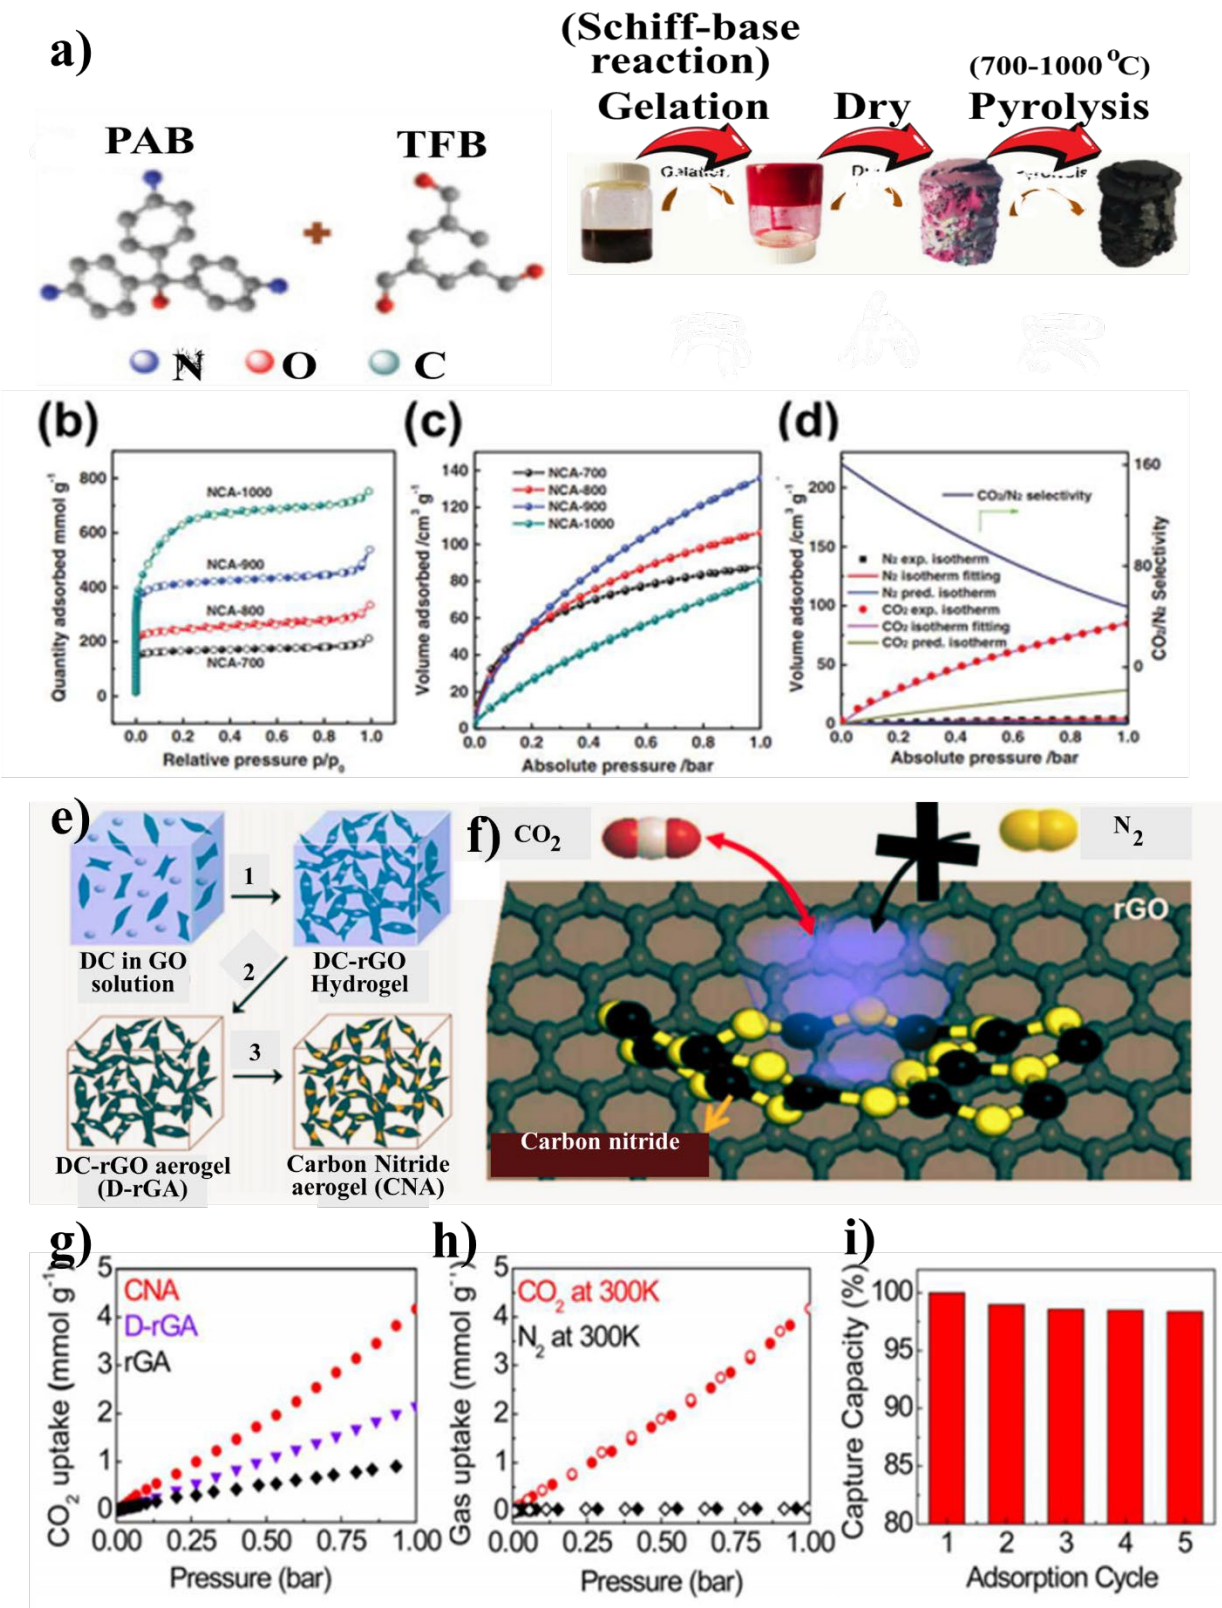 a)
(Schiff-base
reaction)
Gelation
Dry
(700-1000 °C)
Pyrolysis
PAB
TFB
N
O
C
(b)
Quantity adsorbed mmol g⁻¹
800
600
400
200
0
NCA-1000
NCA-900
NCA-800
NCA-700
0.0 0.2 0.4 0.6 0.8 1.0
Relative pressure p/p₀
(c)
Volume adsorbed /cm³ g⁻¹
140
120
100
80
60
40
20
0
NCA-700
NCA-800
NCA-900
NCA-1000
0.0 0.2 0.4 0.6 0.8 1.0
Absolute pressure /bar
(d)
Volume adsorbed /cm³ g⁻¹
200
150
100
50
0
CO₂/N₂ selectivity
N₂ exp. isotherm
N₂ isotherm fitting
N₂ pred. isotherm
CO₂ exp. isotherm
CO₂ isotherm fitting
CO₂ pred. isotherm
160
80
0
CO₂/N₂ Selectivity
0.0 0.2 0.4 0.6 0.8 1.0
Absolute pressure /bar
e)
1
DC in GO
solution
2
DC-rGO
Hydrogel
3
DC-rGO aerogel
(D-rGA)
Carbon Nitride
aerogel (CNA)
f)
CO₂
N₂
rGO
Carbon nitride
g)
CO₂ uptake (mmol g⁻¹)
5
4
3
2
1
0
CNA
D-rGA
rGA
0.00 0.25 0.50 0.75 1.00
Pressure (bar)
h)
Gas uptake (mmol g⁻¹)
5
4
3
2
1
0
CO₂ at 300K
N₂ at 300K
0.00 0.25 0.50 0.75 1.00
Pressure (bar)
i)
Capture Capacity (%)
100
95
90
85
80
1 2 3 4 5
Adsorption Cycle